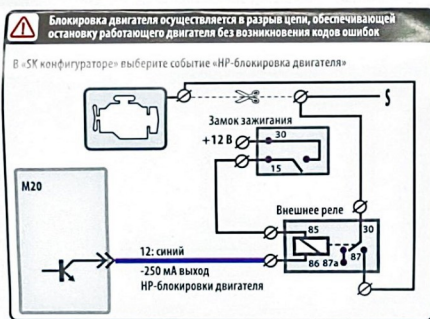 Блокировка двигателя осуществляется в разрыв цепи, обеспечивающей
остановку работающего двигателя без возникновения кодов ошибок
В «SK конфигураторе» выберите событие «НР-блокировка двигателя»
S
Замок зажигания
+12 В
30
15
М20
Внешнее реле
85
30
86
87a
87
12: синий
-250 мА выход
НР-блокировки двигателя